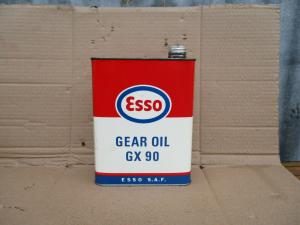 Esso
GEAR OIL
GX 90
ESSO S.A.F.